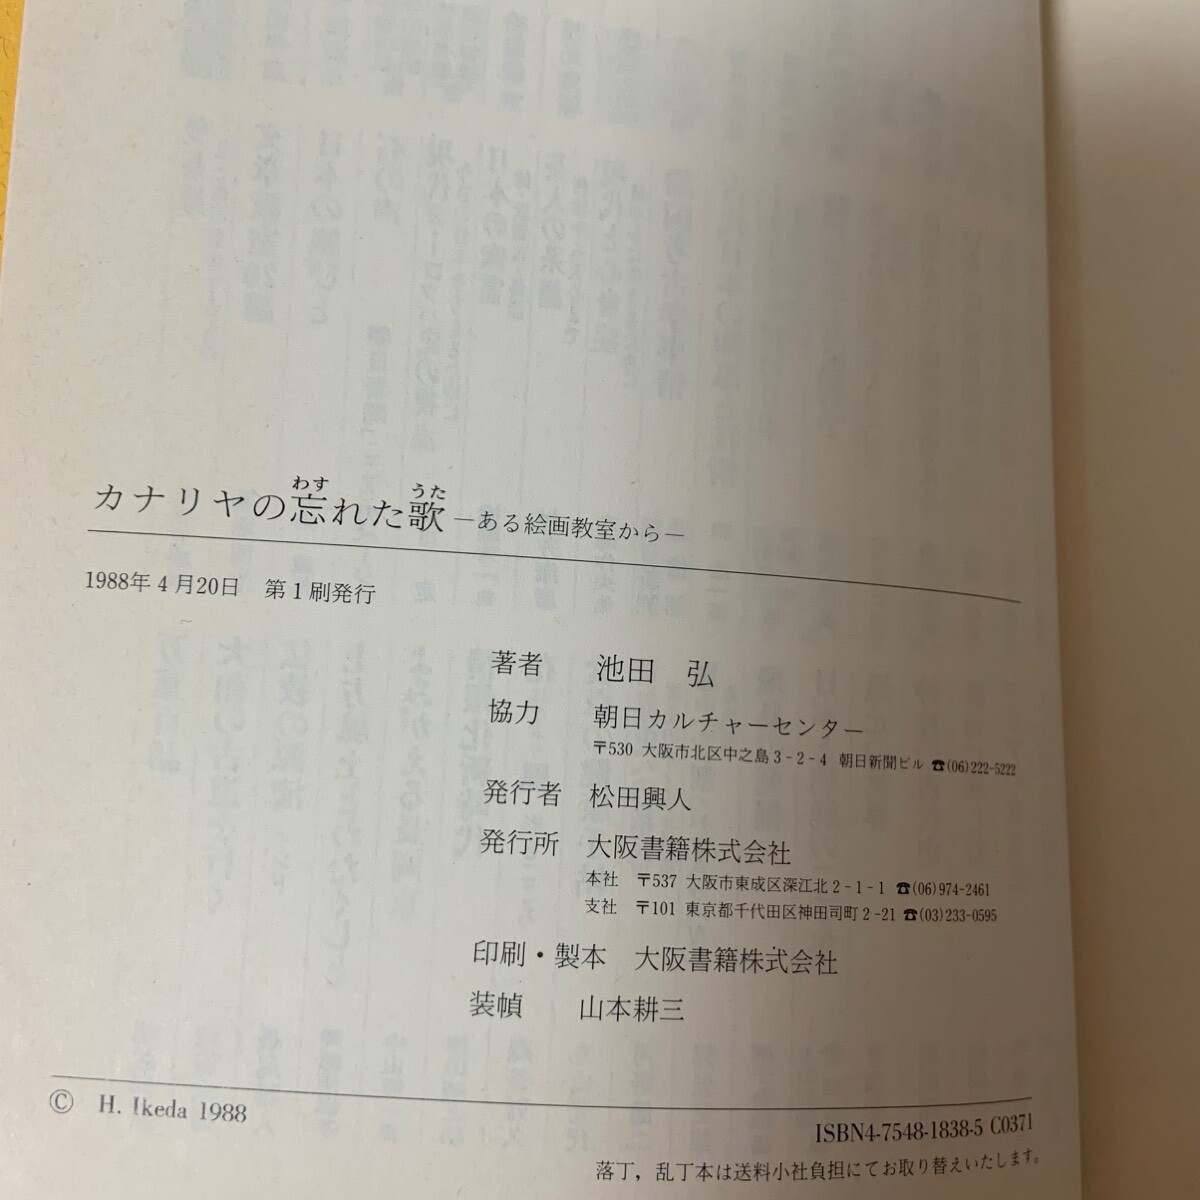 カナリヤの忘れた歌 ―ある絵画教室から―
わす うた
1988年4月20日 第1刷発行
著者 池田 弘
協力 朝日カルチャーセンター
〒530 大阪市北区中之島3-2-4 朝日新聞ビル ☎(06)222-5222
発行者 松田興人
発行所 大阪書籍株式会社
本社 〒537 大阪市東成区深江北2-1-1 ☎(06)974-2461
支社 〒101 東京都千代田区神田司町2-21 ☎(03)233-0595
印刷・製本 大阪書籍株式会社
装幀 山本耕三
© H. Ikeda 1988
ISBN4-7548-1838-5 C0371
落丁，乱丁本は送料小社負担にてお取り替えいたします。